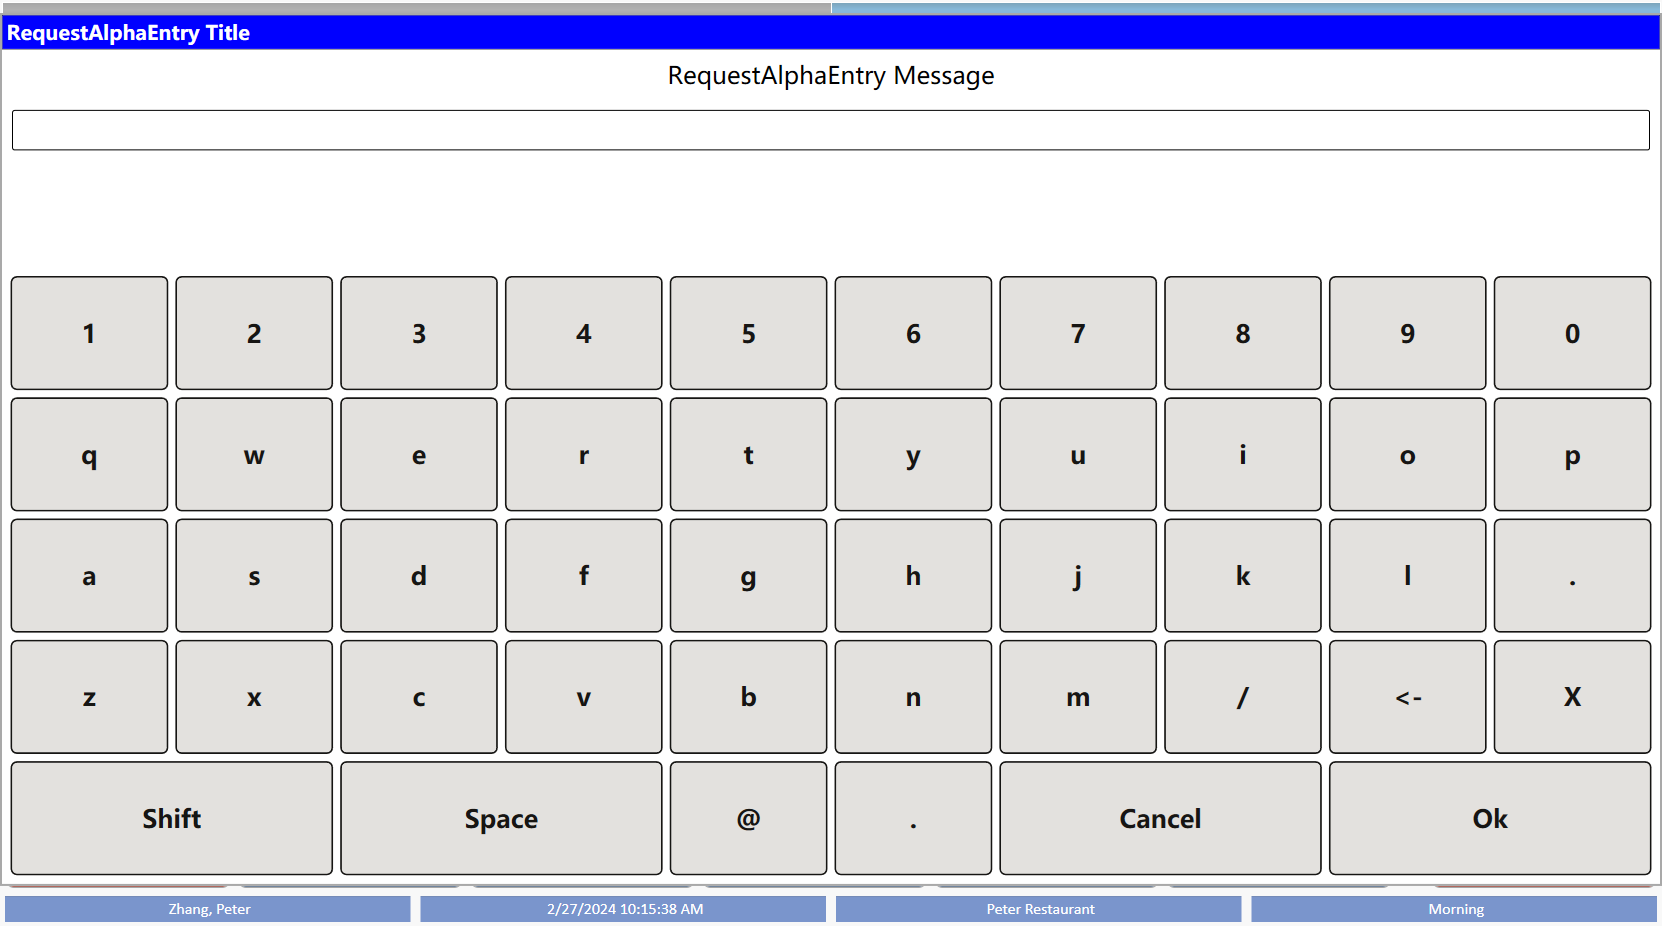 RequestAlphaEntry Title
RequestAlphaEntry Message
1 2 3 4 5 6 7 8 9 0
q w e r t y u i o p
a s d f g h j k l .
z x c v b n m / <- X
Shift Space @ . Cancel Ok
Zhang, Peter 2/27/2024 10:15:38 AM Peter Restaurant Morning